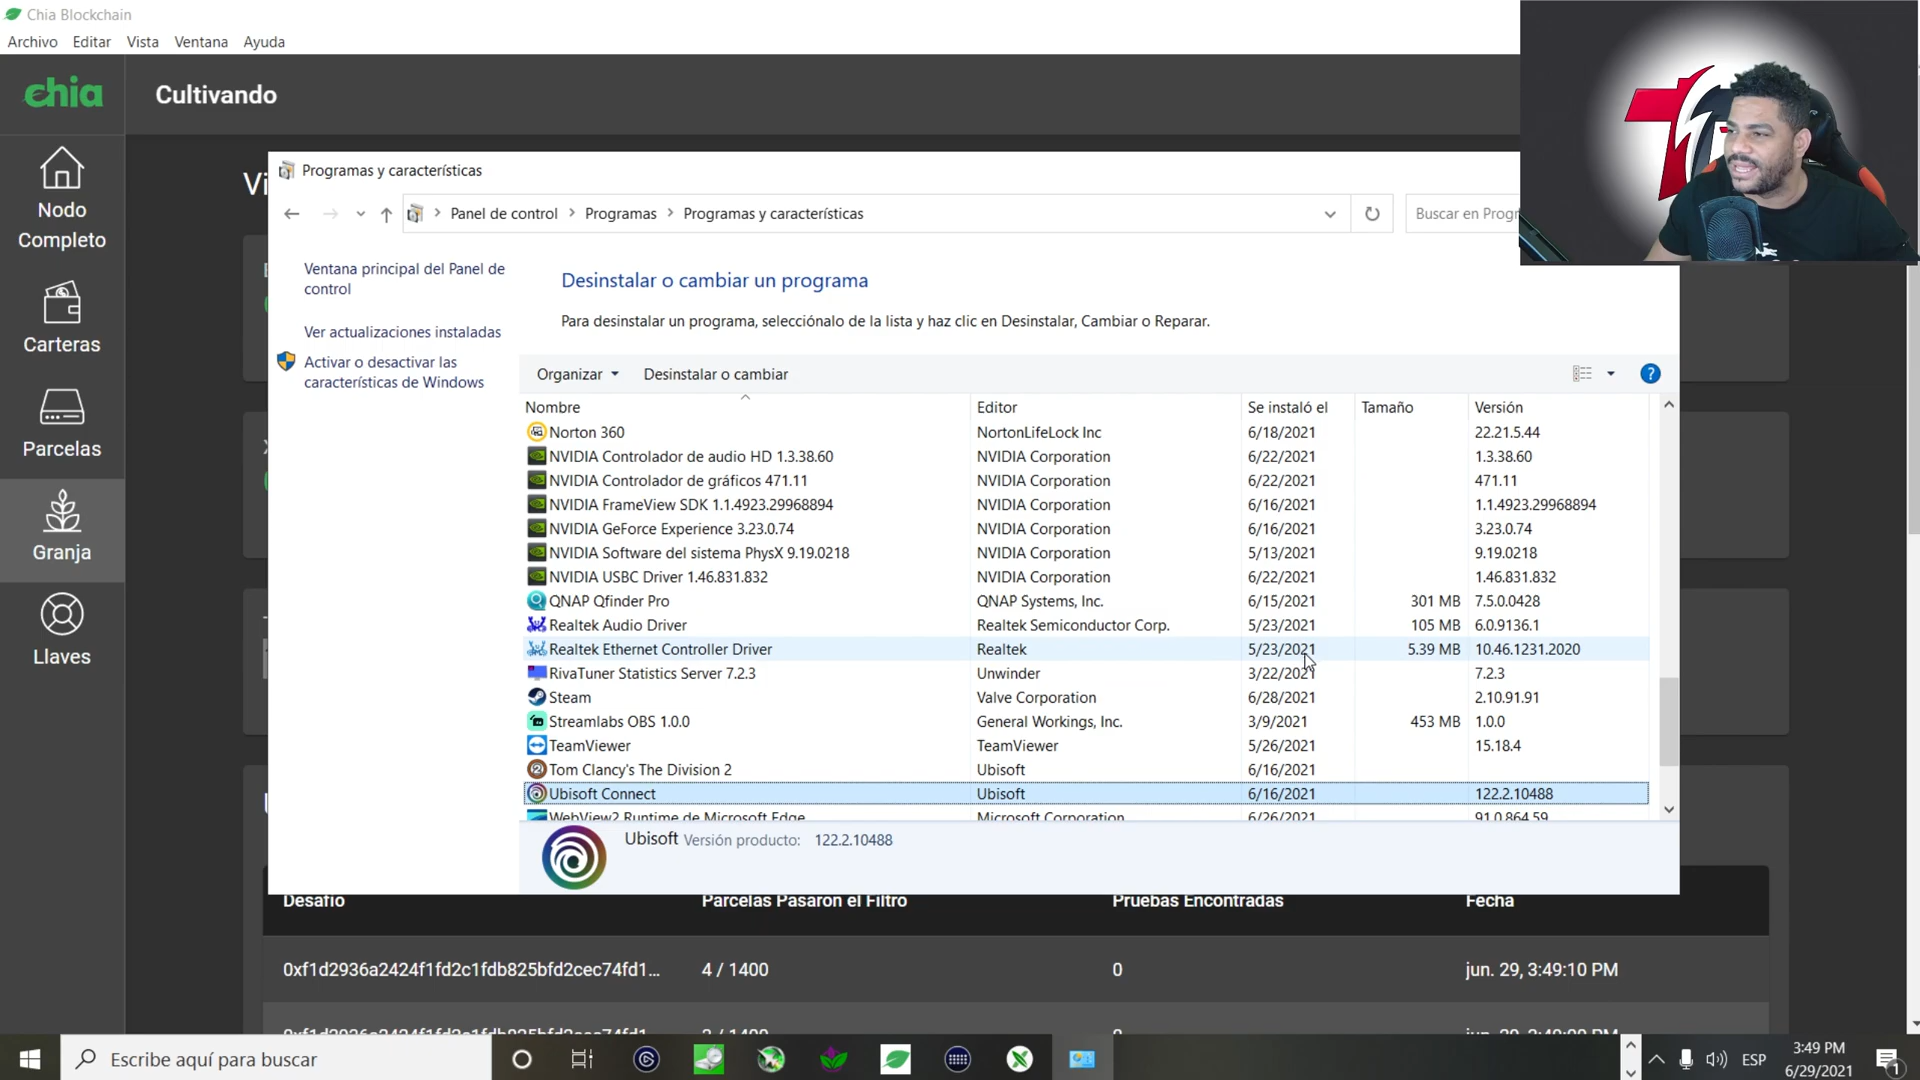 Chia Blockchain
Archivo Editar Vista Ventana Ayuda
chia
Cultivando
Nodo
Completo
Carteras
Parcelas
Granja
Llaves
Vi
Programas y características
Panel de control > Programas > Programas y características
Buscar en Progr
Ventana principal del Panel de
control
Ver actualizaciones instaladas
Activar o desactivar las
características de Windows
Desinstalar o cambiar un programa
Para desinstalar un programa, selecciónalo de la lista y haz clic en Desinstalar, Cambiar o Reparar.
Organizar Desinstalar o cambiar
Nombre Editor Se instaló el Tamaño Versión
Norton 360 NortonLifeLock Inc 6/18/2021 22.21.5.44
NVIDIA Controlador de audio HD 1.3.38.60 NVIDIA Corporation 6/22/2021 1.3.38.60
NVIDIA Controlador de gráficos 471.11 NVIDIA Corporation 6/22/2021 471.11
NVIDIA FrameView SDK 1.1.4923.29968894 NVIDIA Corporation 6/16/2021 1.1.4923.29968894
NVIDIA GeForce Experience 3.23.0.74 NVIDIA Corporation 6/16/2021 3.23.0.74
NVIDIA Software del sistema PhysX 9.19.0218 NVIDIA Corporation 5/13/2021 9.19.0218
NVIDIA USBC Driver 1.46.831.832 NVIDIA Corporation 6/22/2021 1.46.831.832
QNAP Qfinder Pro QNAP Systems, Inc. 6/15/2021 301 MB 7.5.0.0428
Realtek Audio Driver Realtek Semiconductor Corp. 5/23/2021 105 MB 6.0.9136.1
Realtek Ethernet Controller Driver Realtek 5/23/2021 5.39 MB 10.46.1231.2020
RivaTuner Statistics Server 7.2.3 Unwinder 3/22/2021 7.2.3
Steam Valve Corporation 6/28/2021 2.10.91.91
Streamlabs OBS 1.0.0 General Workings, Inc. 3/9/2021 453 MB 1.0.0
TeamViewer TeamViewer 5/26/2021 15.18.4
Tom Clancy's The Division 2 Ubisoft 6/16/2021
Ubisoft Connect Ubisoft 6/16/2021 122.2.10488
WebView2 Runtime de Microsoft Edge Microsoft Corporation 6/26/2021 91.0.864.59
Ubisoft Versión producto: 122.2.10488
Desafío Parcelas Pasaron el Filtro Pruebas Encontradas Fecha
0xf1d2936a2424f1fd2c1fdb825bfd2cec74fd1... 4 / 1400 0 jun. 29, 3:49:10 PM
Escribe aquí para buscar
ESP
3:49 PM
6/29/2021
1